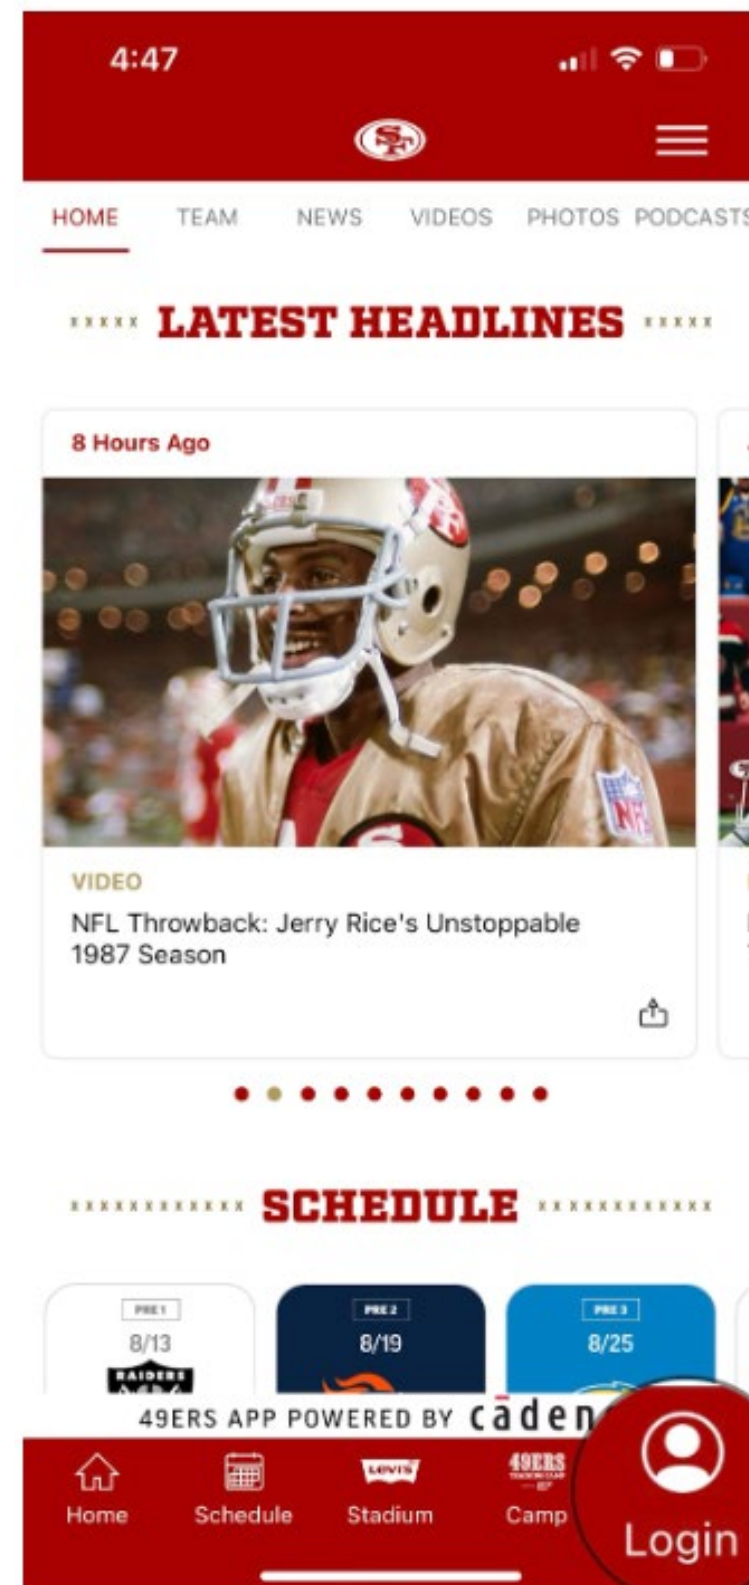 4:47
SF
HOME TEAM NEWS VIDEOS PHOTOS PODCASTS
LATEST HEADLINES
8 Hours Ago
VIDEO
NFL Throwback: Jerry Rice's Unstoppable
1987 Season
SCHEDULE
PRE 1 PRE 2 PRE 3
8/13 8/19 8/25
RAIDERS
49ERS APP POWERED BY
LEVI'S 49ERS
Home Schedule Stadium Camp Login